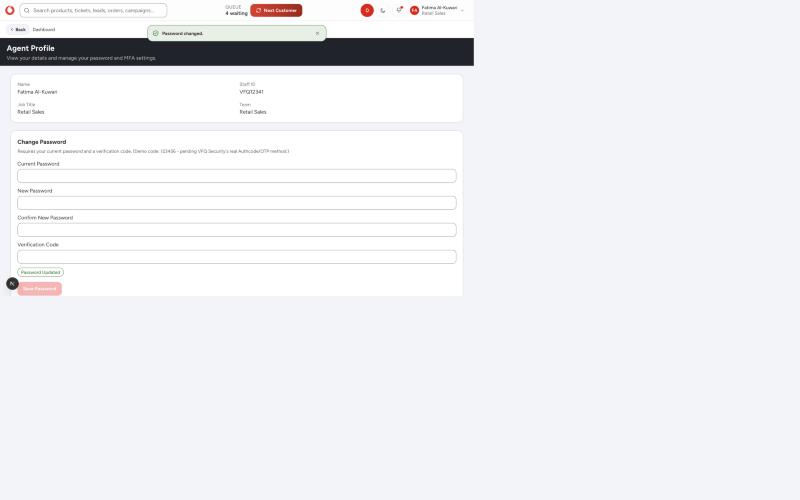 Search products, tickets, leads, orders, campaigns...
QUEUE
4 waiting
Next Customer
FA
Fatima Al-Kuwari
Retail Sales
Back
Dashboard
Password changed.
Agent Profile
View your details and manage your password and MFA settings.
Name
Staff ID
Fatima Al-Kuwari
VFQ12341
Job Title
Team
Retail Sales
Retail Sales
Change Password
Requires your current password and a verification code. (Demo code: 123456 - pending VFQ Security's real Authcode/OTP method.)
Current Password
New Password
Confirm New Password
Verification Code
Password Updated
N
Save Password